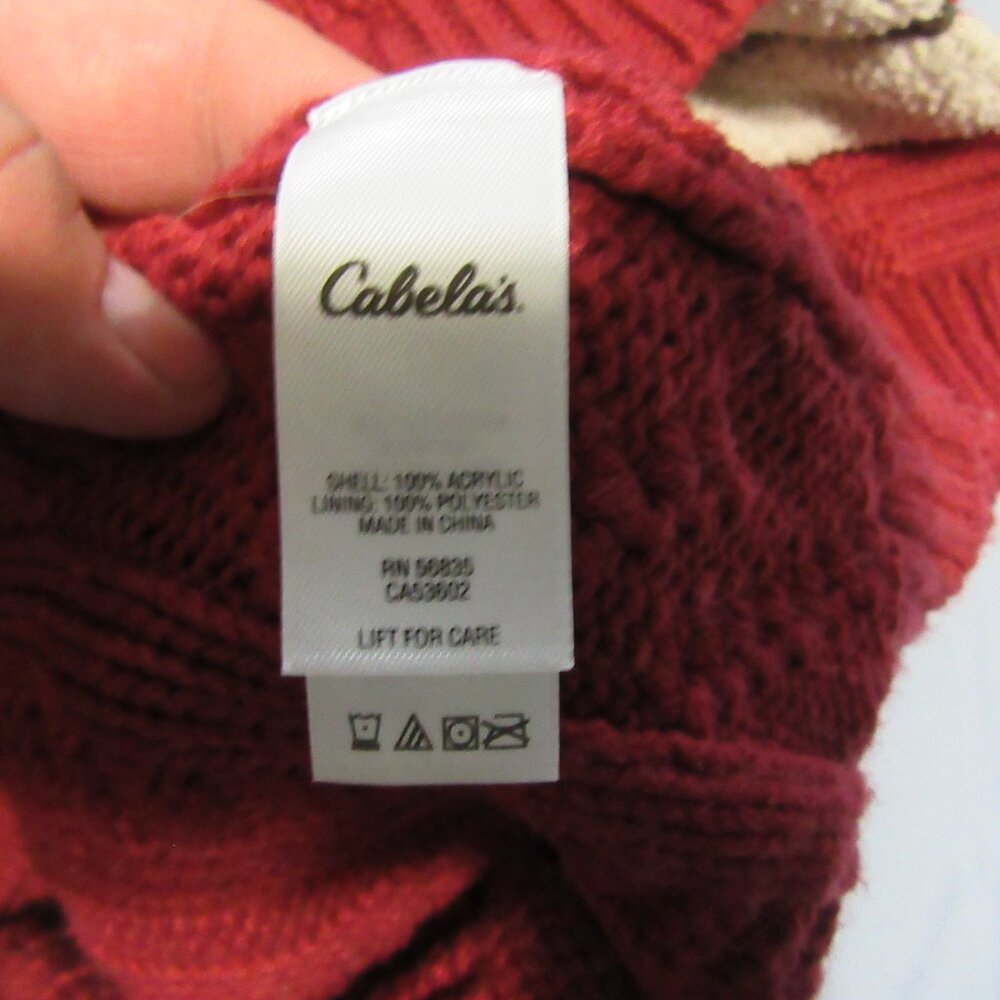 Cabela's.
SHELL: 100% ACRYLIC
LINING: 100% POLYESTER
MADE IN CHINA
RN 56835
CA53602
LIFT FOR CARE